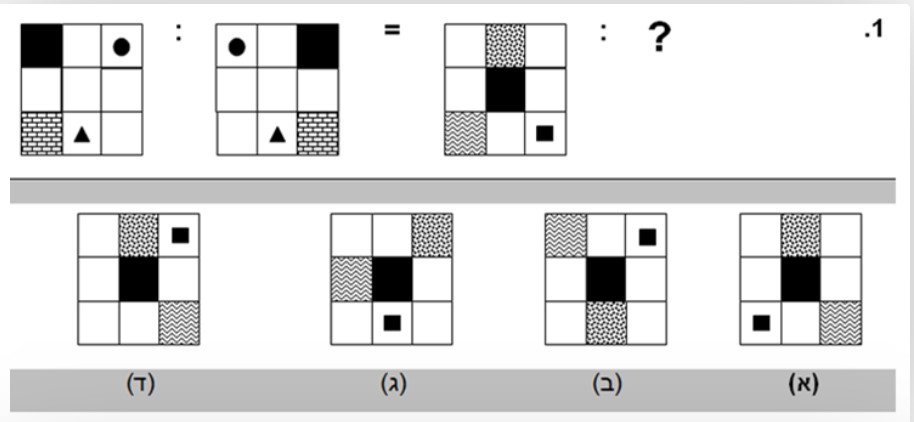 .1
: = : ?
(א) (ב) (ג) (ד)